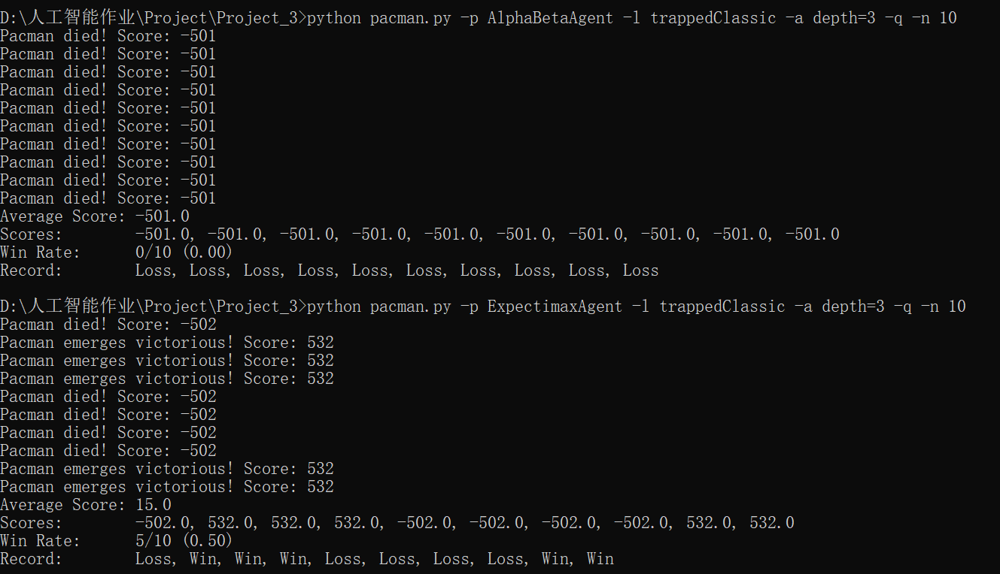 D:\人工智能作业\Project\Project_3>python pacman.py -p AlphaBetaAgent -l trappedClassic -a depth=3 -q -n 10
Pacman died! Score: -501
Pacman died! Score: -501
Pacman died! Score: -501
Pacman died! Score: -501
Pacman died! Score: -501
Pacman died! Score: -501
Pacman died! Score: -501
Pacman died! Score: -501
Pacman died! Score: -501
Pacman died! Score: -501
Average Score: -501.0
Scores:        -501.0, -501.0, -501.0, -501.0, -501.0, -501.0, -501.0, -501.0, -501.0, -501.0
Win Rate:      0/10 (0.00)
Record:        Loss, Loss, Loss, Loss, Loss, Loss, Loss, Loss, Loss, Loss
D:\人工智能作业\Project\Project_3>python pacman.py -p ExpectimaxAgent -l trappedClassic -a depth=3 -q -n 10
Pacman died! Score: -502
Pacman emerges victorious! Score: 532
Pacman emerges victorious! Score: 532
Pacman emerges victorious! Score: 532
Pacman died! Score: -502
Pacman died! Score: -502
Pacman died! Score: -502
Pacman died! Score: -502
Pacman emerges victorious! Score: 532
Pacman emerges victorious! Score: 532
Average Score: 15.0
Scores:        -502.0, 532.0, 532.0, 532.0, -502.0, -502.0, -502.0, -502.0, 532.0, 532.0
Win Rate:      5/10 (0.50)
Record:        Loss, Win, Win, Win, Loss, Loss, Loss, Loss, Win, Win